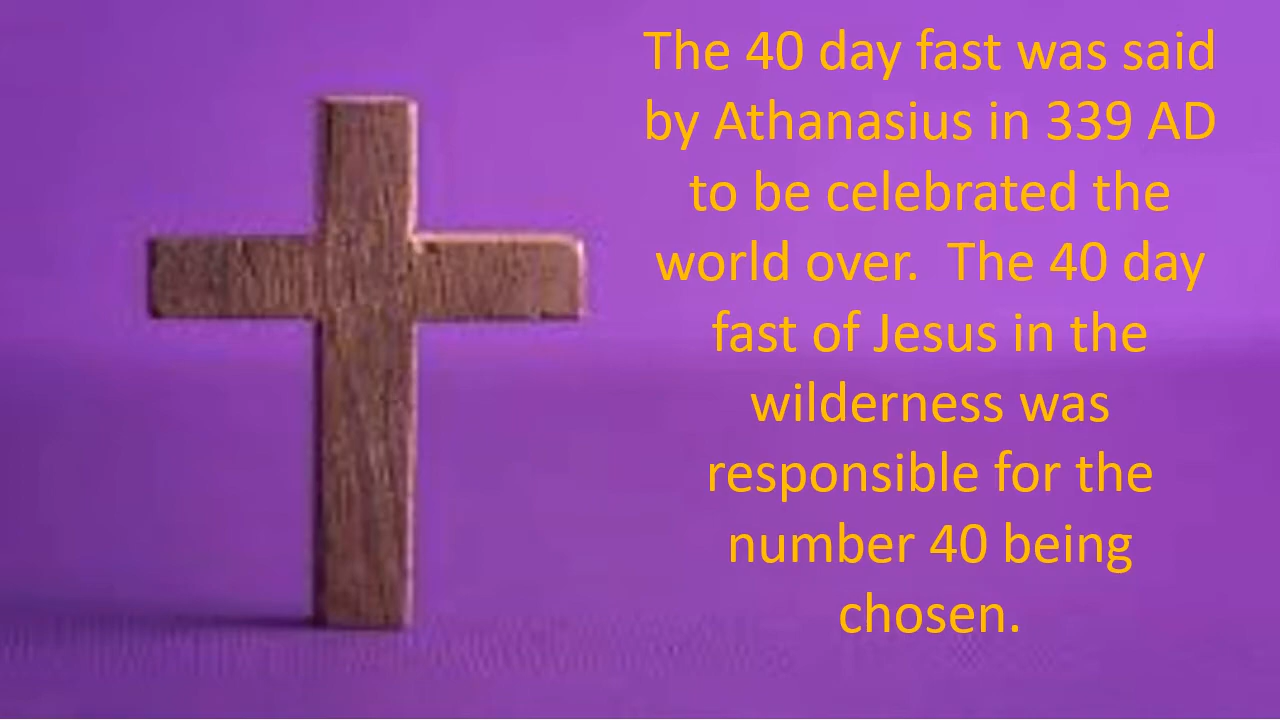 The 40 day fast was said
by Athanasius in 339 AD
to be celebrated the
world over.  The 40 day
fast of Jesus in the
wilderness was
responsible for the
number 40 being
chosen.